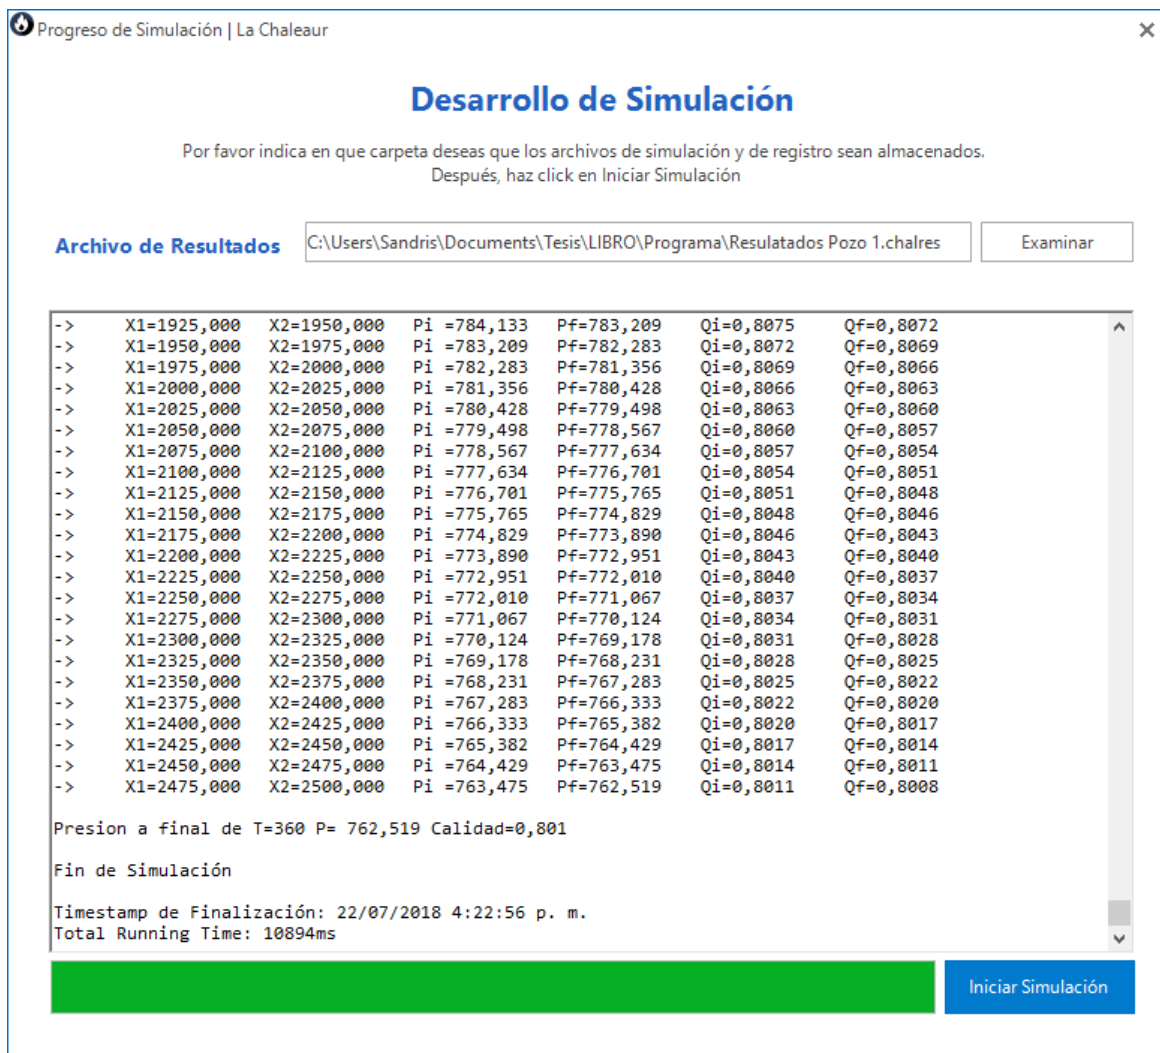 Progreso de Simulación | La Chaleaur
Desarrollo de Simulación
Por favor indica en que carpeta deseas que los archivos de simulación y de registro sean almacenados.
Después, haz click en Iniciar Simulación
Archivo de Resultados C:\Users\Sandris\Documents\Tesis\LIBRO\Programa\Resulatados Pozo 1.chalres Examinar
-> X1=1925,000 X2=1950,000 Pi =784,133 Pf=783,209 Qi=0,8075 Qf=0,8072
-> X1=1950,000 X2=1975,000 Pi =783,209 Pf=782,283 Qi=0,8072 Qf=0,8069
-> X1=1975,000 X2=2000,000 Pi =782,283 Pf=781,356 Qi=0,8069 Qf=0,8066
-> X1=2000,000 X2=2025,000 Pi =781,356 Pf=780,428 Qi=0,8066 Qf=0,8063
-> X1=2025,000 X2=2050,000 Pi =780,428 Pf=779,498 Qi=0,8063 Qf=0,8060
-> X1=2050,000 X2=2075,000 Pi =779,498 Pf=778,567 Qi=0,8060 Qf=0,8057
-> X1=2075,000 X2=2100,000 Pi =778,567 Pf=777,634 Qi=0,8057 Qf=0,8054
-> X1=2100,000 X2=2125,000 Pi =777,634 Pf=776,701 Qi=0,8054 Qf=0,8051
-> X1=2125,000 X2=2150,000 Pi =776,701 Pf=775,765 Qi=0,8051 Qf=0,8048
-> X1=2150,000 X2=2175,000 Pi =775,765 Pf=774,829 Qi=0,8048 Qf=0,8046
-> X1=2175,000 X2=2200,000 Pi =774,829 Pf=773,890 Qi=0,8046 Qf=0,8043
-> X1=2200,000 X2=2225,000 Pi =773,890 Pf=772,951 Qi=0,8043 Qf=0,8040
-> X1=2225,000 X2=2250,000 Pi =772,951 Pf=772,010 Qi=0,8040 Qf=0,8037
-> X1=2250,000 X2=2275,000 Pi =772,010 Pf=771,067 Qi=0,8037 Qf=0,8034
-> X1=2275,000 X2=2300,000 Pi =771,067 Pf=770,124 Qi=0,8034 Qf=0,8031
-> X1=2300,000 X2=2325,000 Pi =770,124 Pf=769,178 Qi=0,8031 Qf=0,8028
-> X1=2325,000 X2=2350,000 Pi =769,178 Pf=768,231 Qi=0,8028 Qf=0,8025
-> X1=2350,000 X2=2375,000 Pi =768,231 Pf=767,283 Qi=0,8025 Qf=0,8022
-> X1=2375,000 X2=2400,000 Pi =767,283 Pf=766,333 Qi=0,8022 Qf=0,8020
-> X1=2400,000 X2=2425,000 Pi =766,333 Pf=765,382 Qi=0,8020 Qf=0,8017
-> X1=2425,000 X2=2450,000 Pi =765,382 Pf=764,429 Qi=0,8017 Qf=0,8014
-> X1=2450,000 X2=2475,000 Pi =764,429 Pf=763,475 Qi=0,8014 Qf=0,8011
-> X1=2475,000 X2=2500,000 Pi =763,475 Pf=762,519 Qi=0,8011 Qf=0,8008
Presion a final de T=360 P= 762,519 Calidad=0,801
Fin de Simulación
Timestamp de Finalización: 22/07/2018 4:22:56 p. m.
Total Running Time: 10894ms
Iniciar Simulación